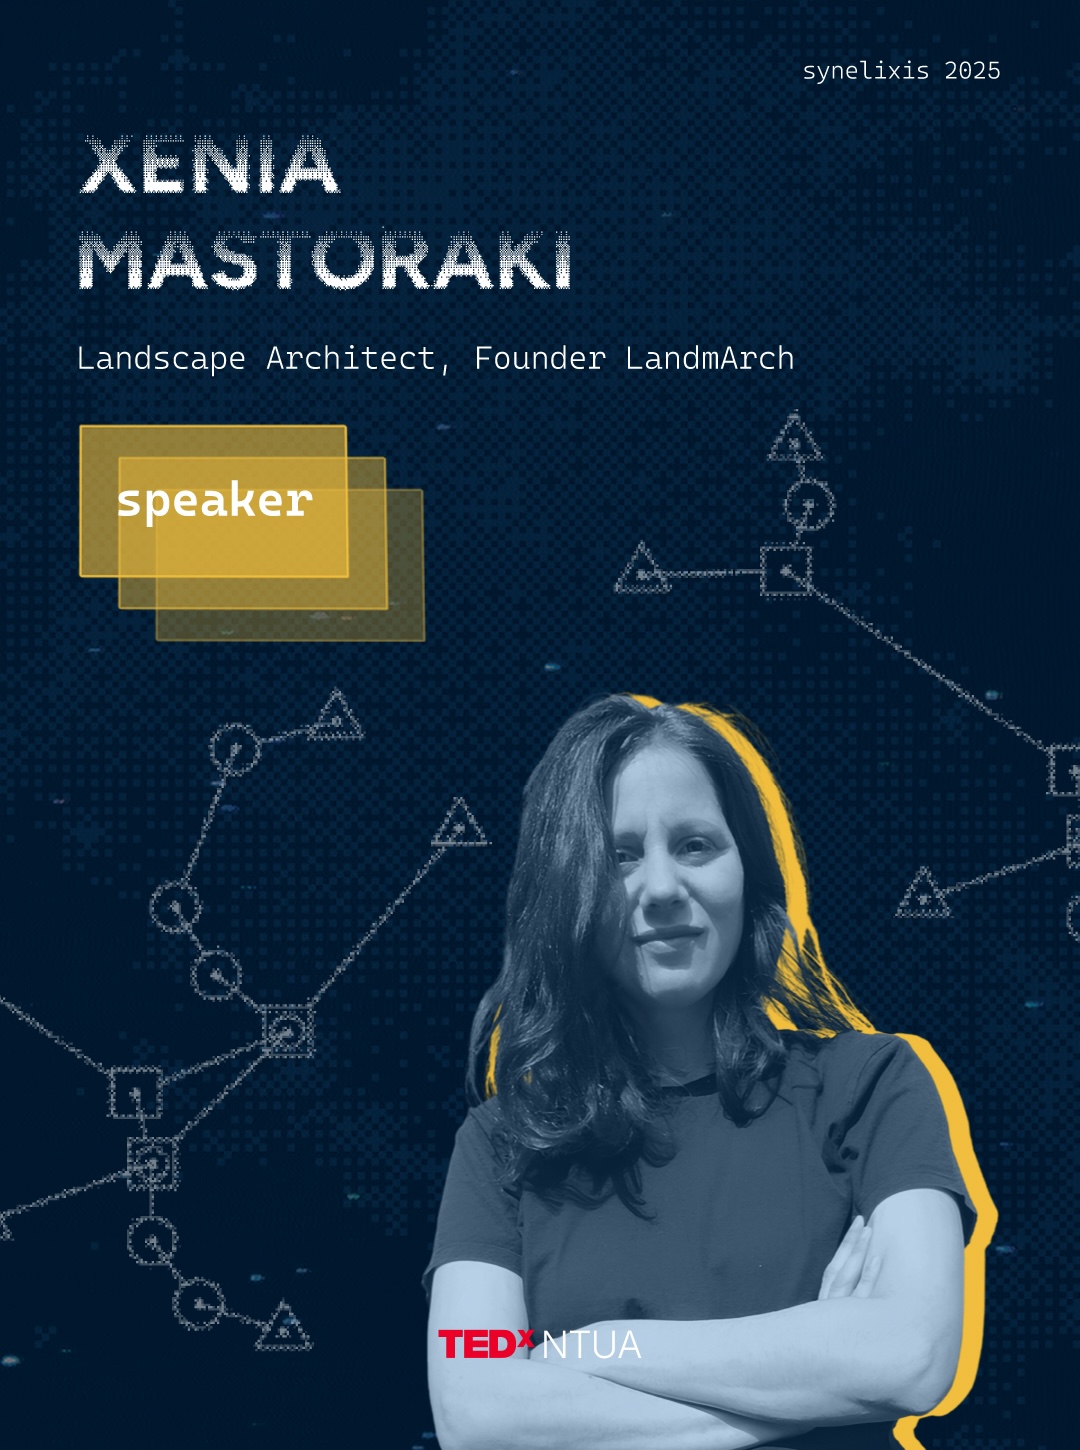 synelixis 2025
XENIA
MASTORAKI
Landscape Architect, Founder LandmArch
speaker
TEDx NTUA